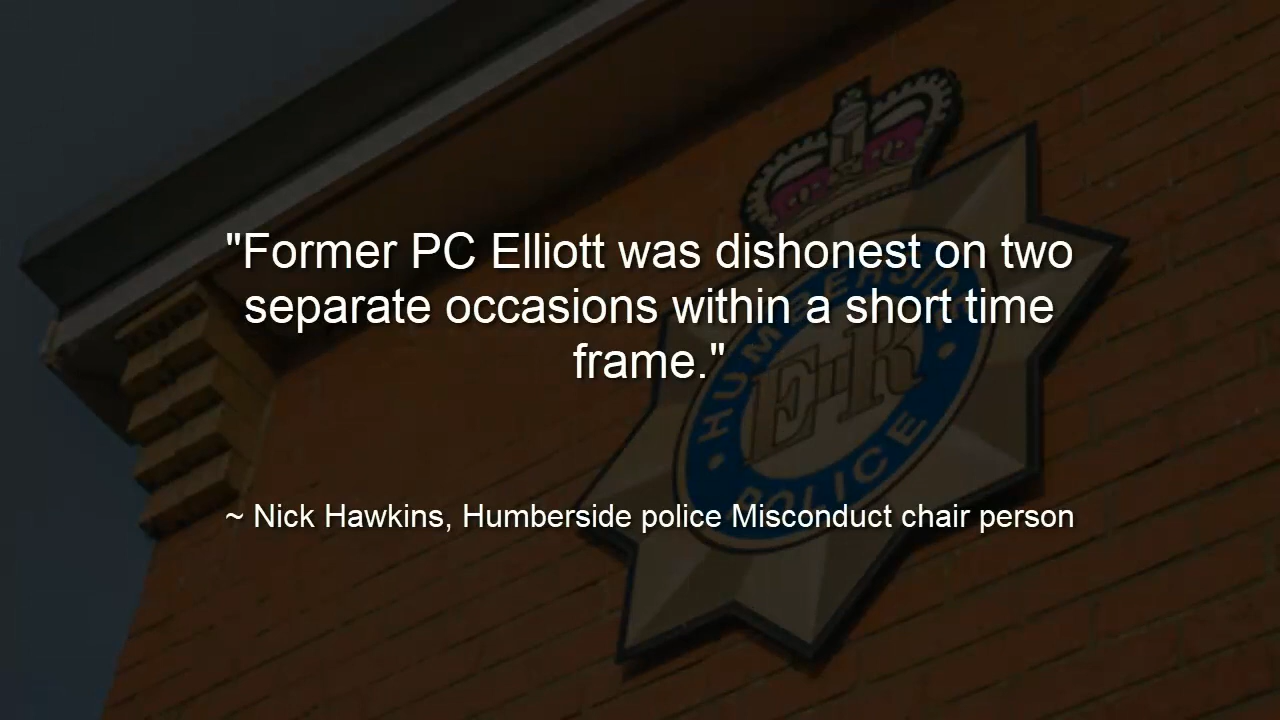 "Former PC Elliott was dishonest on two
separate occasions within a short time
frame."
~ Nick Hawkins, Humberside police Misconduct chair person
HUMBERSIDE
EIIR
POLICE